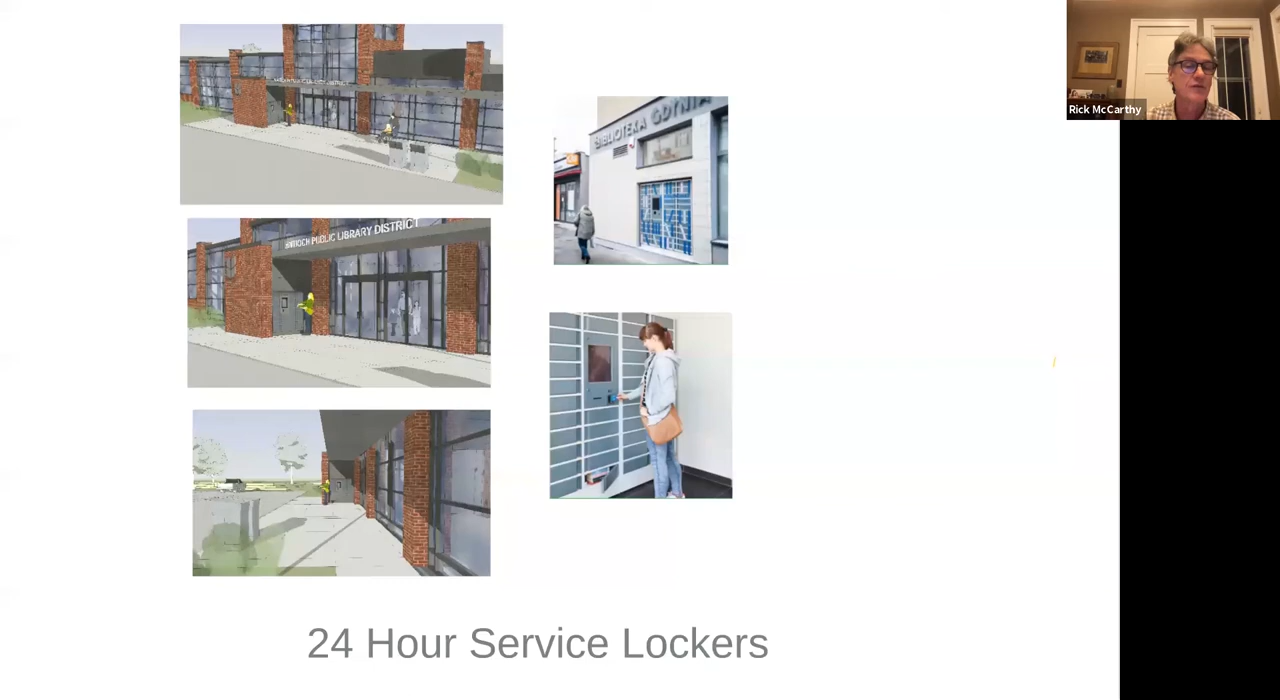 BIBLIOTEKA GDYNIA
Rick McCarthy
PUBLIC LIBRARY DISTRICT
24 Hour Service Lockers